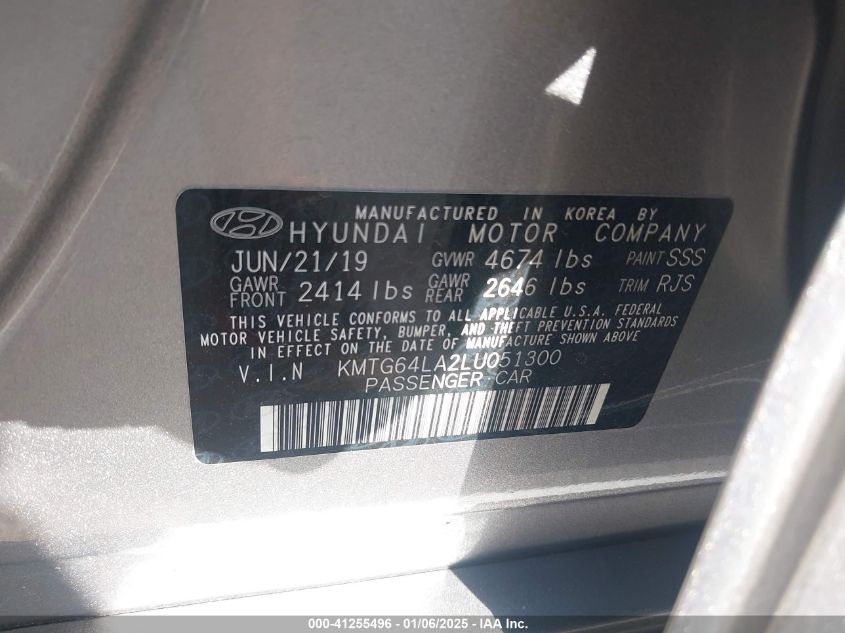 MANUFACTURED IN KOREA BY
HYUNDAI MOTOR COMPANY
JUN/21/19 GVWR 4674 lbs PAINT SSS
GAWR FRONT 2414 lbs GAWR REAR 2646 lbs TRIM RJS
THIS VEHICLE CONFORMS TO ALL APPLICABLE U.S.A. FEDERAL
MOTOR VEHICLE SAFETY, BUMPER, AND THEFT PREVENTION STANDARDS
IN EFFECT ON THE DATE OF MANUFACTURE SHOWN ABOVE.
V.I.N KMTG64LA2LU051300
PASSENGER CAR
000-41255496 - 01/06/2025 - IAA Inc.